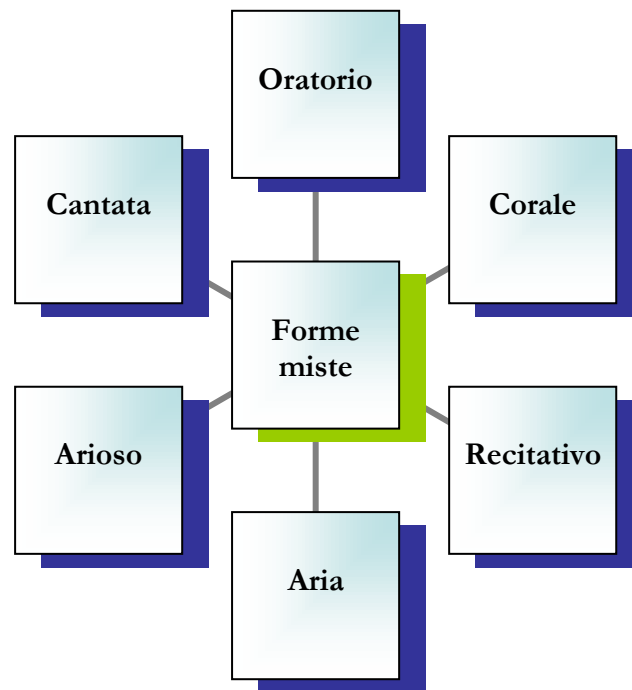 Oratorio
Cantata
Corale
Forme
miste
Arioso
Recitativo
Aria